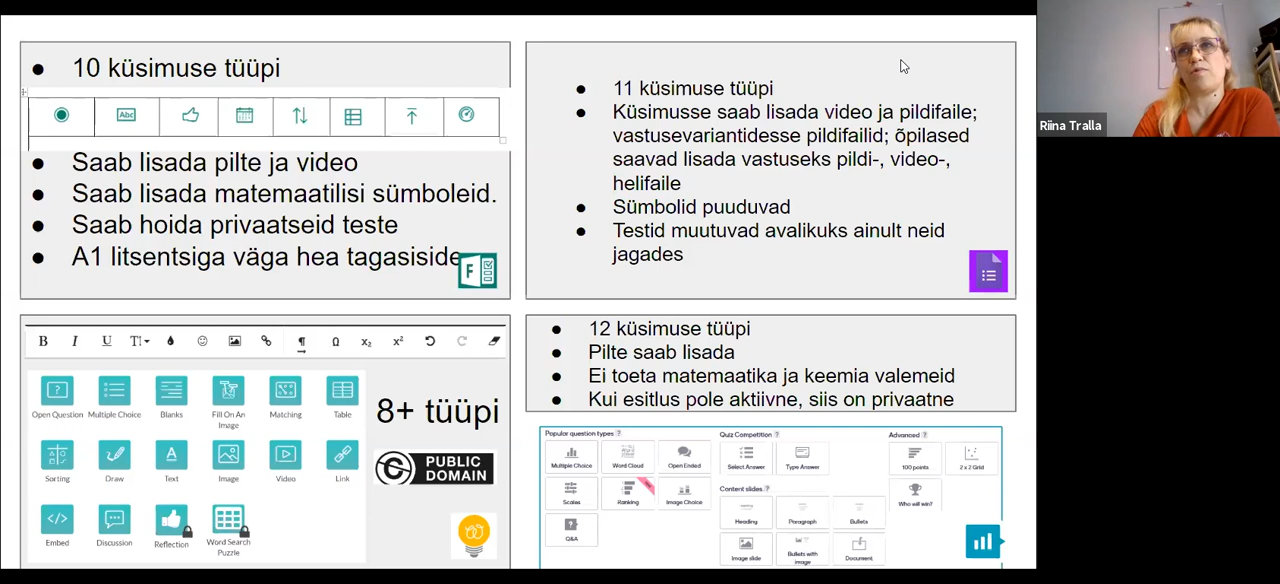 10 küsimuse tüüpi
Abc
Saab lisada pilte ja video
Saab lisada matemaatilisi sümboleid.
Saab hoida privaatseid teste
A1 litsentsiga väga hea tagasiside
F
11 küsimuse tüüpi
Küsimusse saab lisada video ja pildifaile;
vastusevariantidesse pildifailid; õpilased
saavad lisada vastuseks pildi-, video-,
helifaile
Sümbolid puuduvad
Testid muutuvad avalikuks ainult neid
jagades
Riina Tralla
B I U T Ω x₂ x²
Open Question Multiple Choice Blanks Fill On An Image Matching Table
Sorting Draw Text Image Video Link
Embed Discussion Reflection Word Search Puzzle
8+ tüüpi
PUBLIC
DOMAIN
12 küsimuse tüüpi
Pilte saab lisada
Ei toeta matemaatika ja keemia valemeid
Kui esitlus pole aktiivne, siis on privaatne
Popular question types
Multiple Choice Word Cloud Open Ended
Scales Ranking Image Choice
Q&A
Quiz Competition
Select Answer Type Answer
Content slides
Heading Paragraph Bullets
Image slide Bullets with image Document
Advanced
100 points 2 x 2 Grid
Who will win?